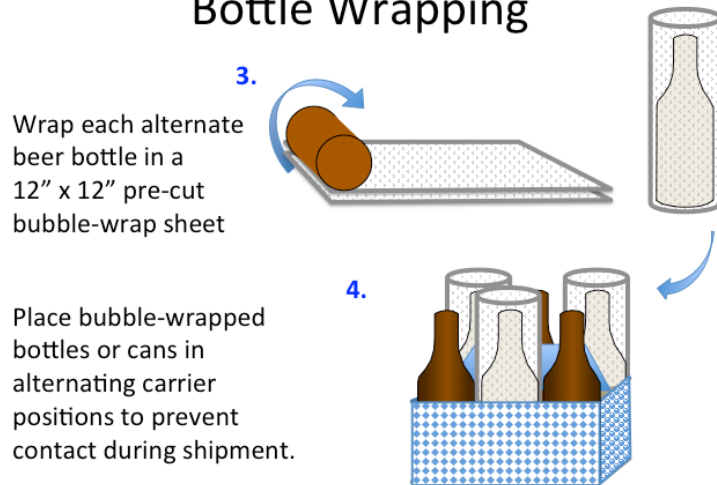 Bottle Wrapping
3.
Wrap each alternate
beer bottle in a
12” x 12” pre-cut
bubble-wrap sheet
4.
Place bubble-wrapped
bottles or cans in
alternating carrier
positions to prevent
contact during shipment.